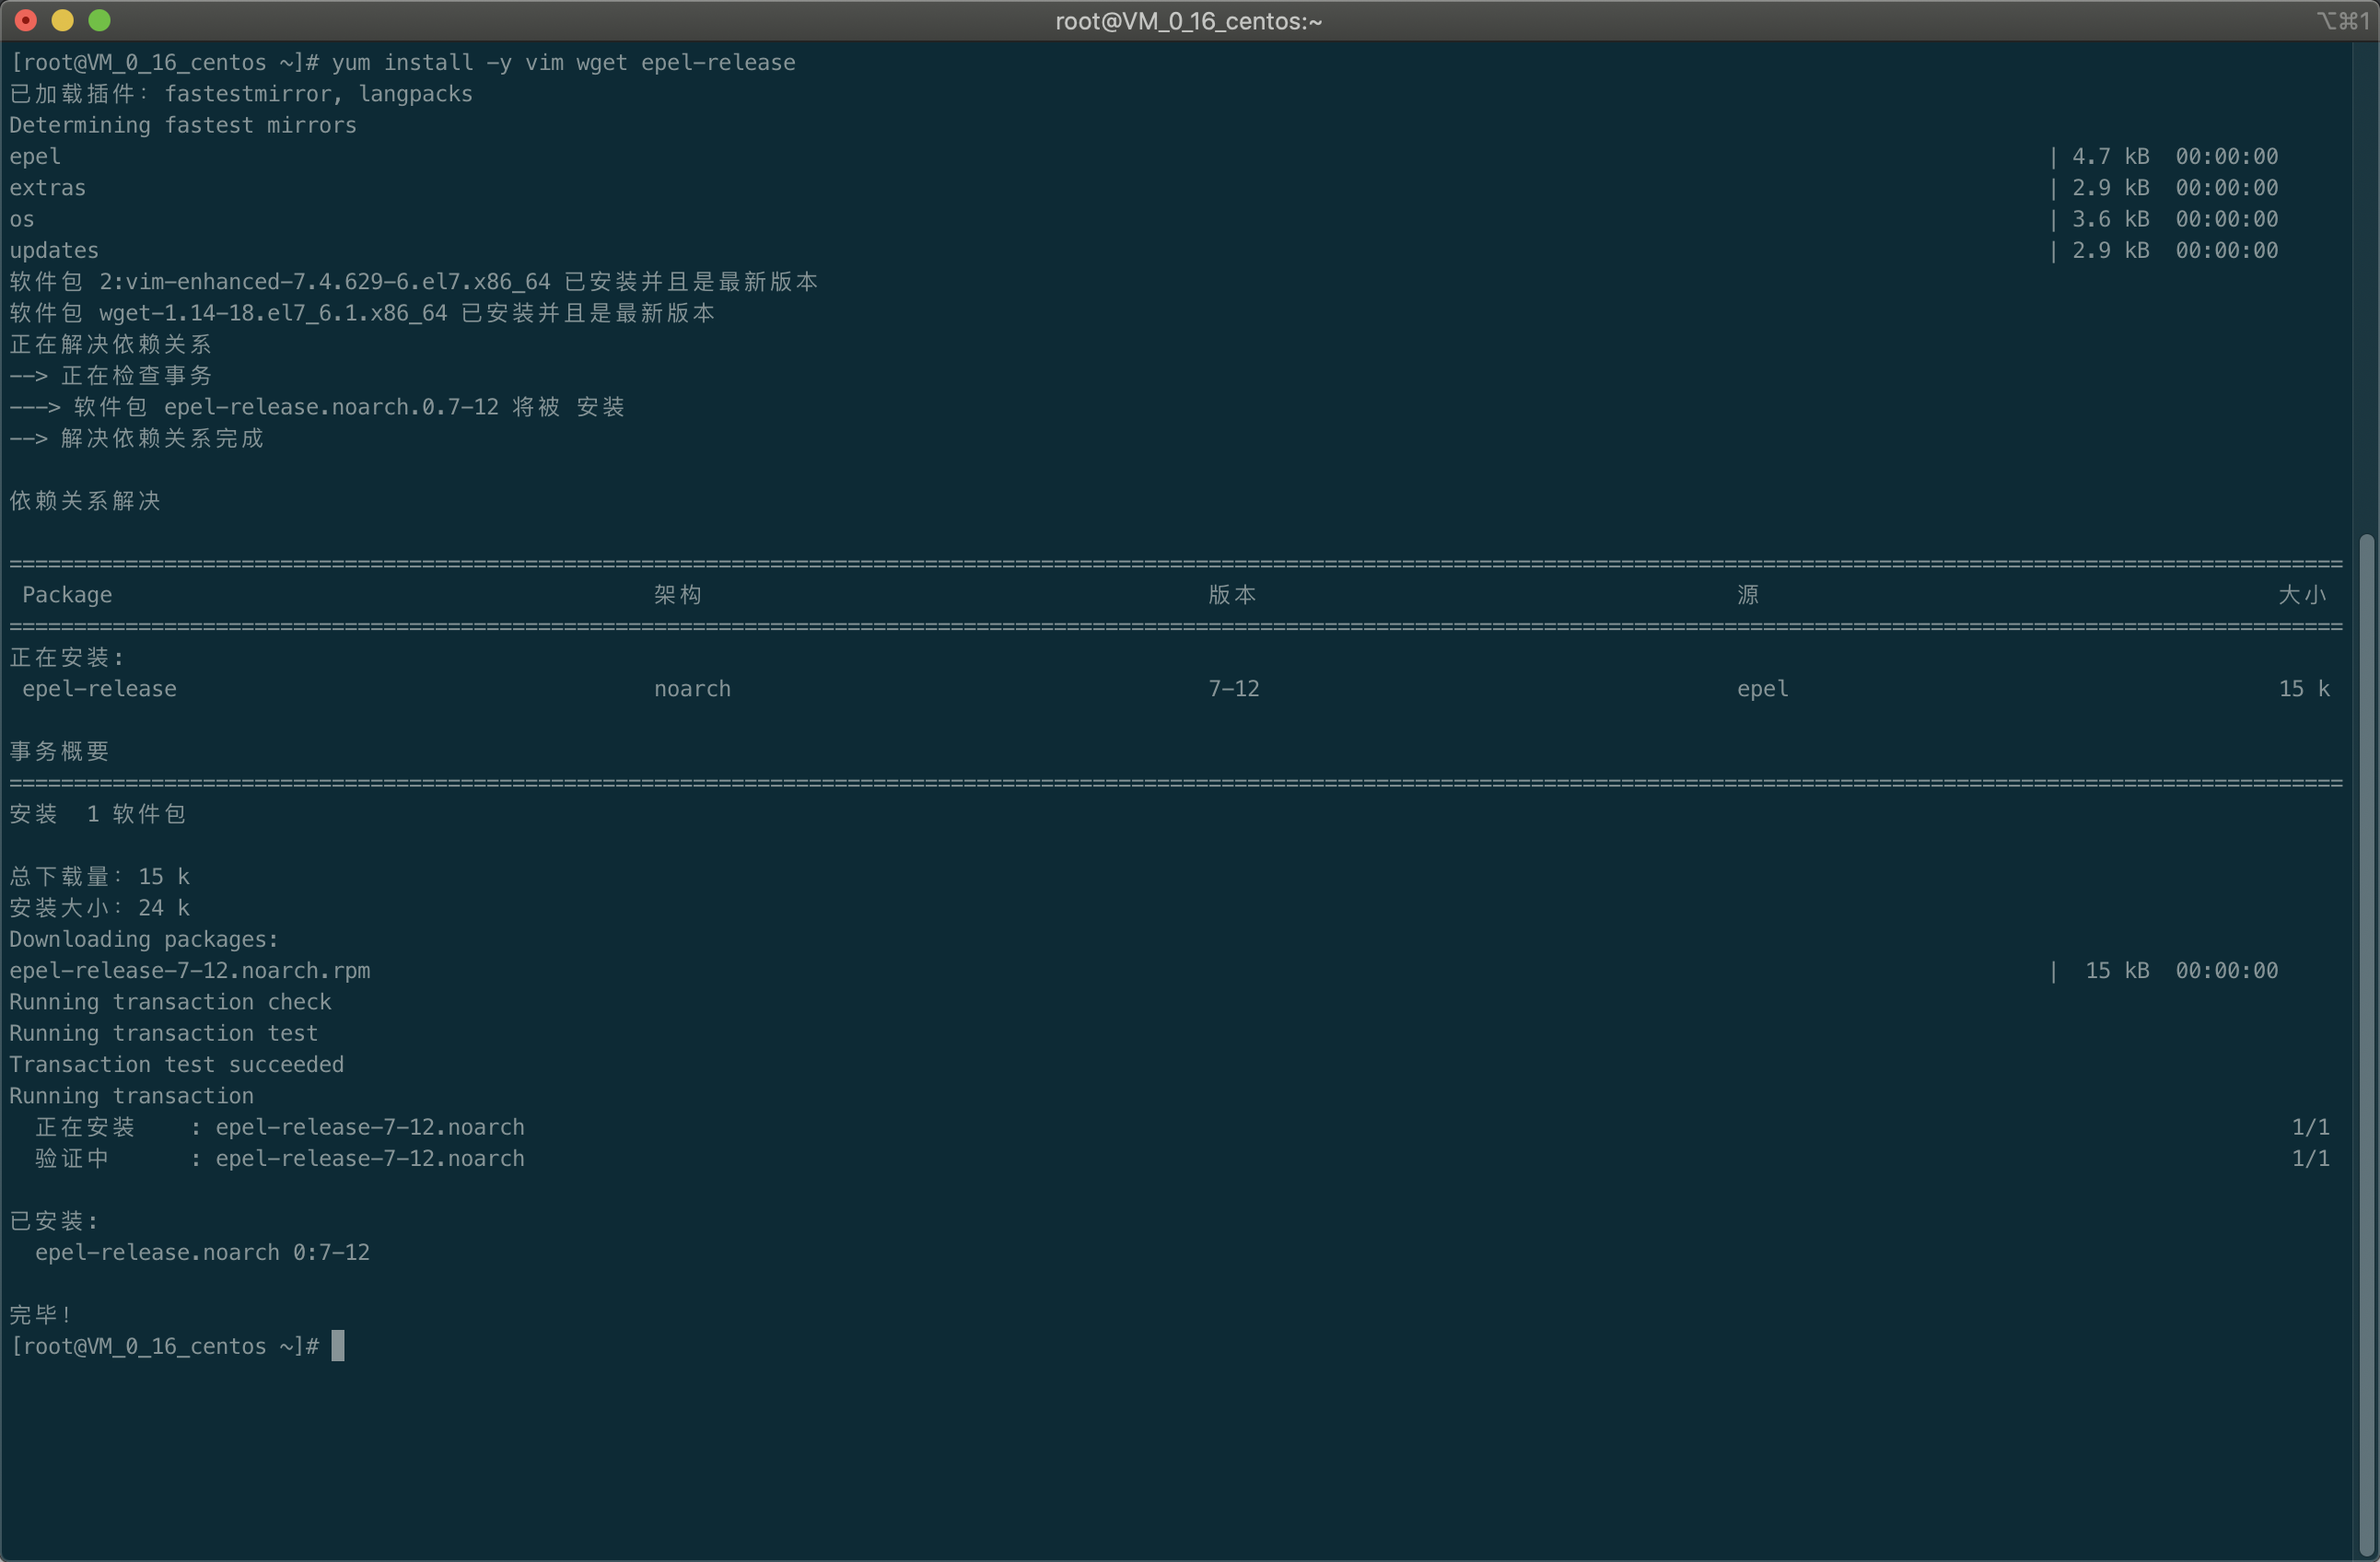 root@VM_0_16_centos:~ ⌥⌘1
[root@VM_0_16_centos ~]# yum install -y vim wget epel-release
已加载插件：fastestmirror, langpacks
Determining fastest mirrors
epel | 4.7 kB 00:00:00
extras | 2.9 kB 00:00:00
os | 3.6 kB 00:00:00
updates | 2.9 kB 00:00:00
软件包 2:vim-enhanced-7.4.629-6.el7.x86_64 已安装并且是最新版本
软件包 wget-1.14-18.el7_6.1.x86_64 已安装并且是最新版本
正在解决依赖关系
--> 正在检查事务
---> 软件包 epel-release.noarch.0.7-12 将被 安装
--> 解决依赖关系完成
依赖关系解决
================================================================================
Package 架构 版本 源 大小
================================================================================
正在安装:
epel-release noarch 7-12 epel 15 k
事务概要
================================================================================
安装 1 软件包
总下载量：15 k
安装大小：24 k
Downloading packages:
epel-release-7-12.noarch.rpm | 15 kB 00:00:00
Running transaction check
Running transaction test
Transaction test succeeded
Running transaction
正在安装 : epel-release-7-12.noarch 1/1
验证中 : epel-release-7-12.noarch 1/1
已安装:
epel-release.noarch 0:7-12
完毕！
[root@VM_0_16_centos ~]#